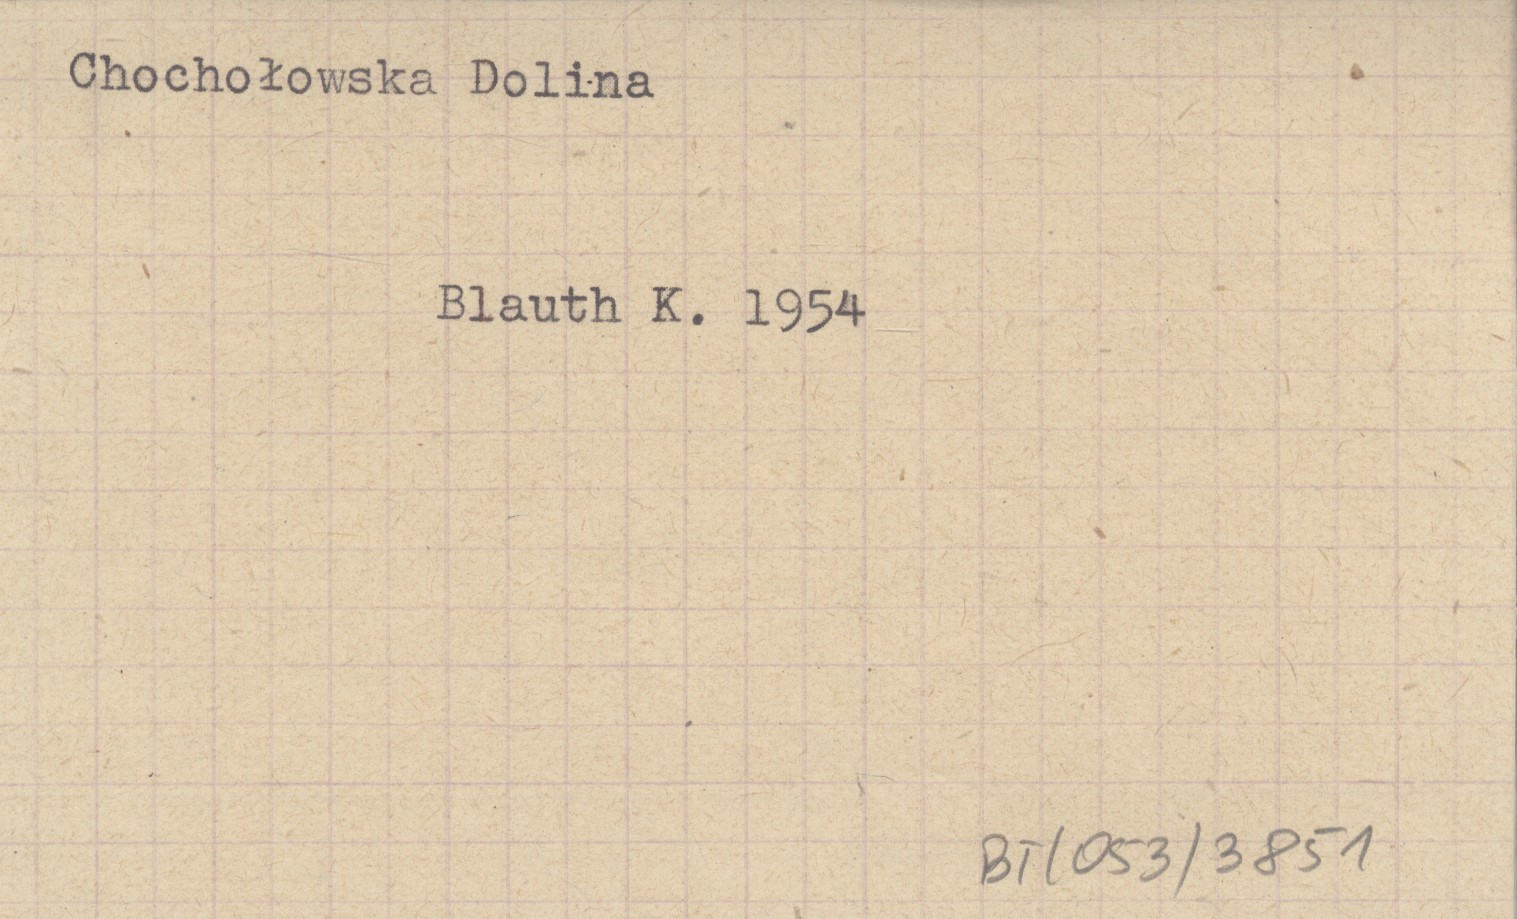 Chochołowska Dolina
Blauth K. 1954
BT/053/3851